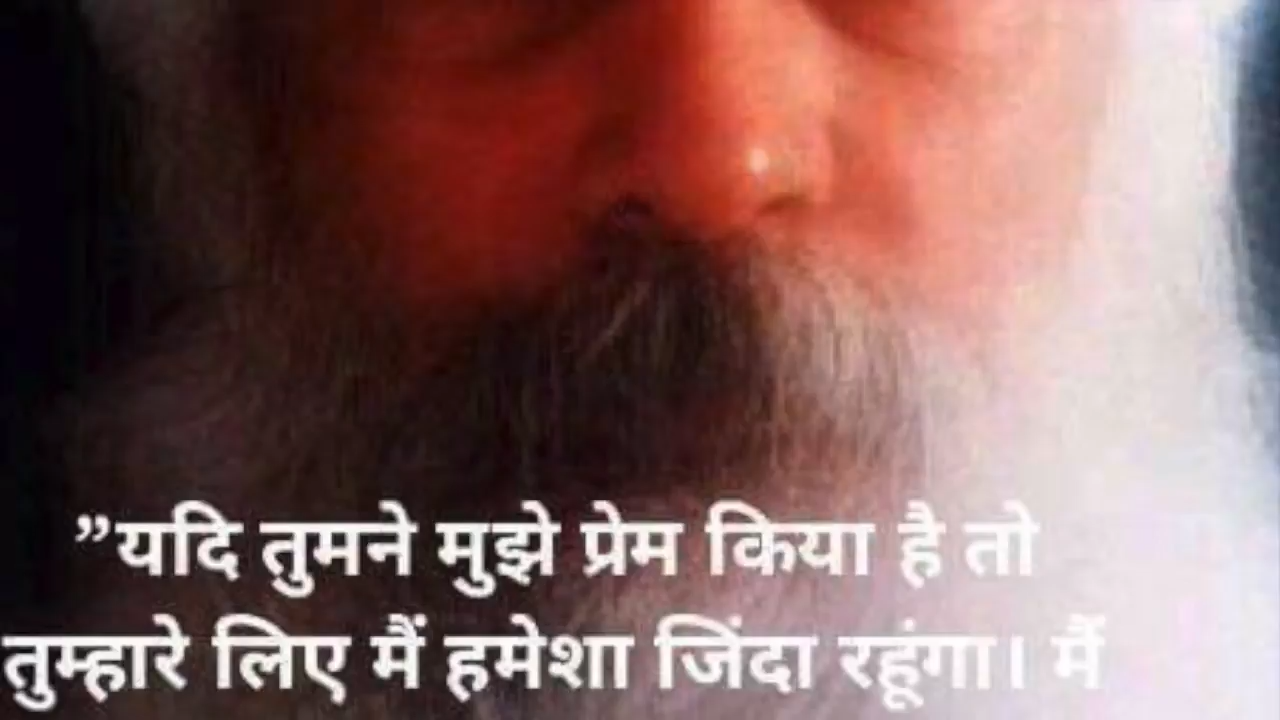 ”यदि तुमने मुझे प्रेम किया है तो
तुम्हारे लिए मैं हमेशा जिंदा रहूंगा। मैं